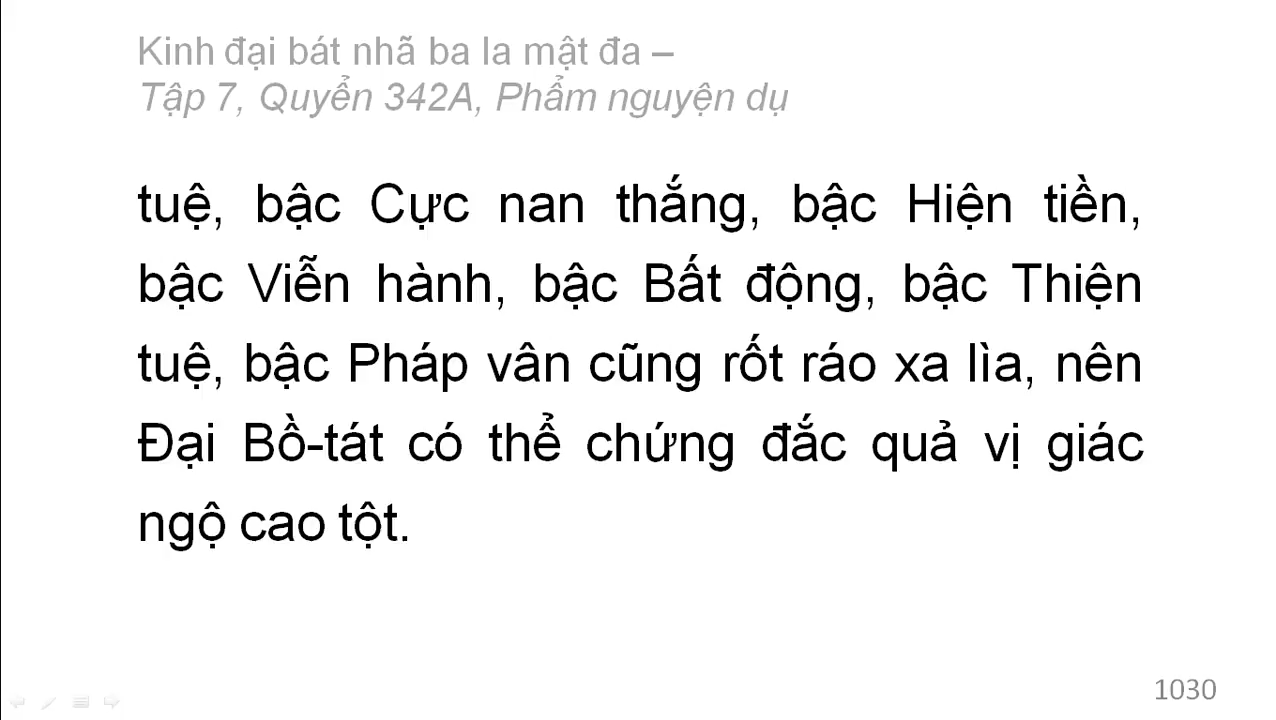 Kinh đại bát nhã ba la mật đa –
Tập 7, Quyển 342A, Phẩm nguyện dụ
tuệ, bậc Cực nan thắng, bậc Hiện tiền,
bậc Viễn hành, bậc Bất động, bậc Thiện
tuệ, bậc Pháp vân cũng rốt ráo xa lìa, nên
Đại Bồ-tát có thể chứng đắc quả vị giác
ngộ cao tột.
1030